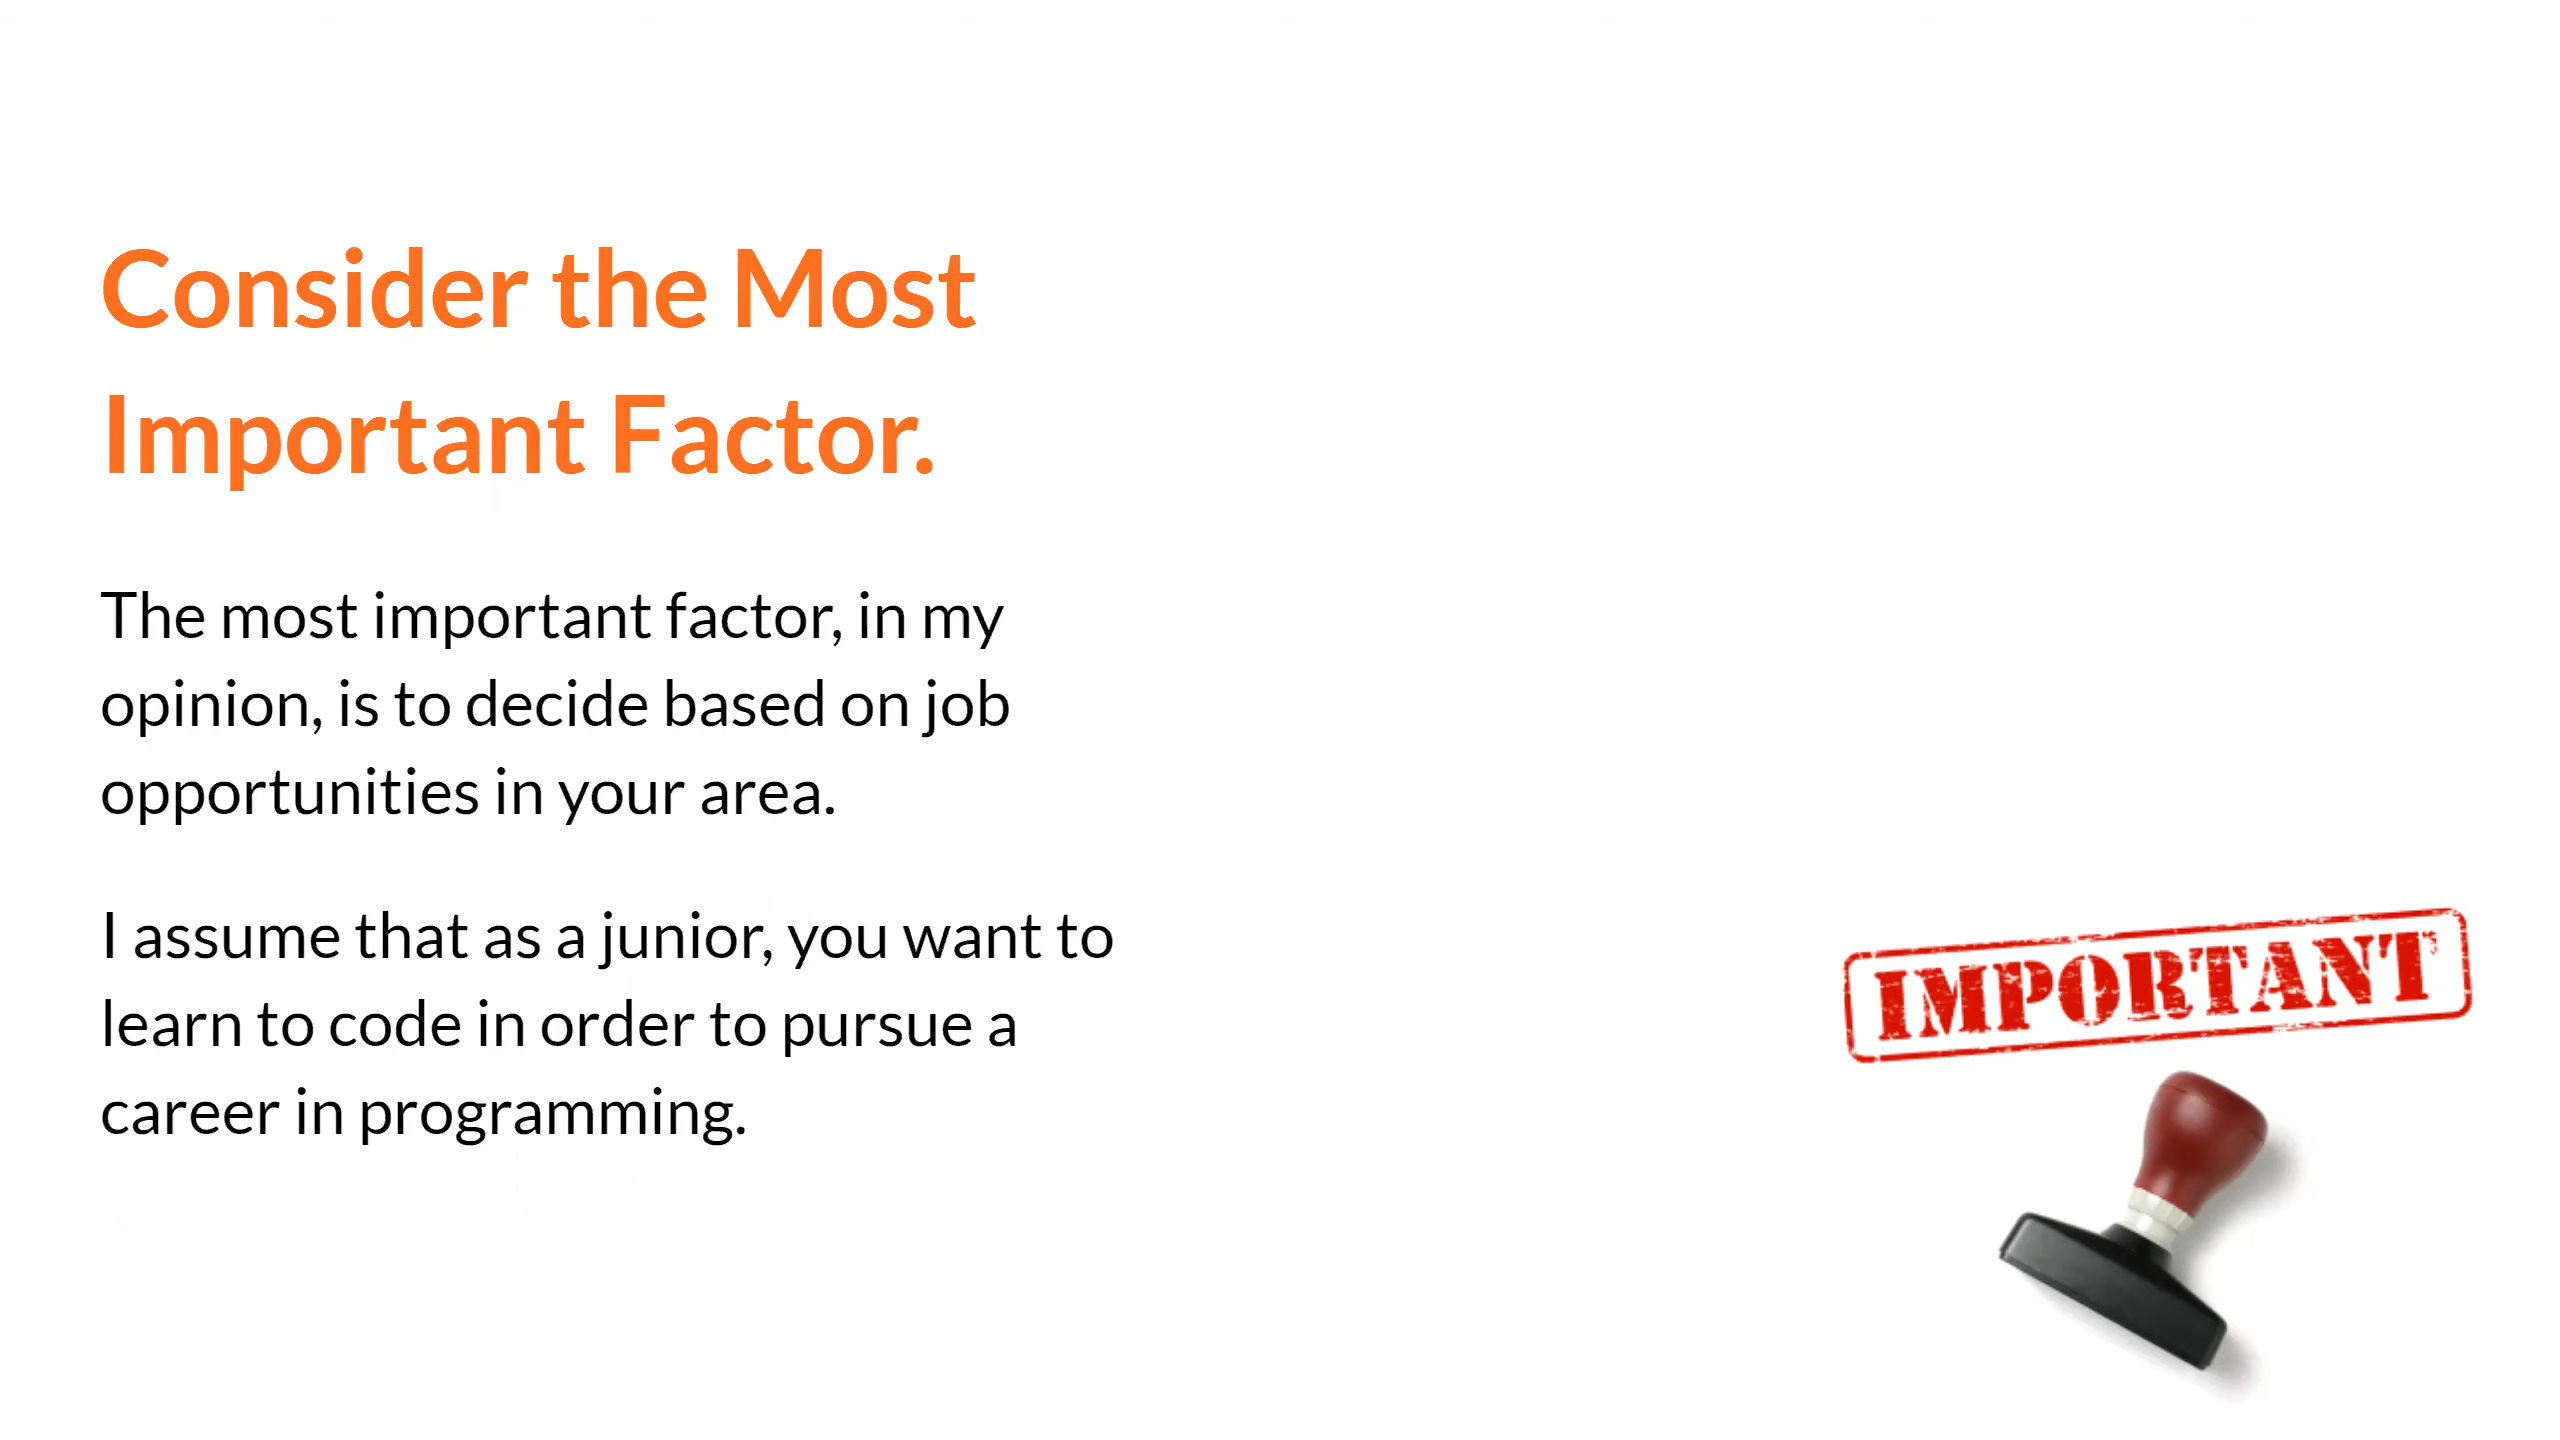 Consider the Most
Important Factor.
The most important factor, in my
opinion, is to decide based on job
opportunities in your area.
I assume that as a junior, you want to
learn to code in order to pursue a
career in programming.
IMPORTANT